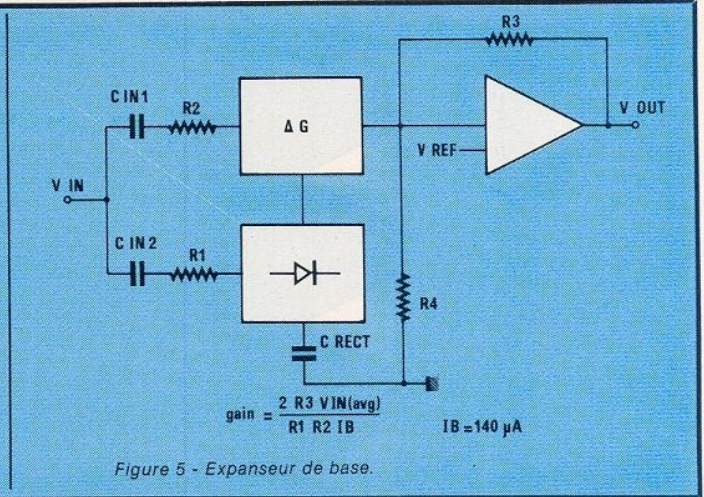 R3
C IN1
R2
Δ G
V OUT
V REF
V IN
C IN2
R1
R4
C RECT
gain = 2 R3 VIN(avg)
R1 R2 IB
IB =140 µA
Figure 5 - Expanseur de base.